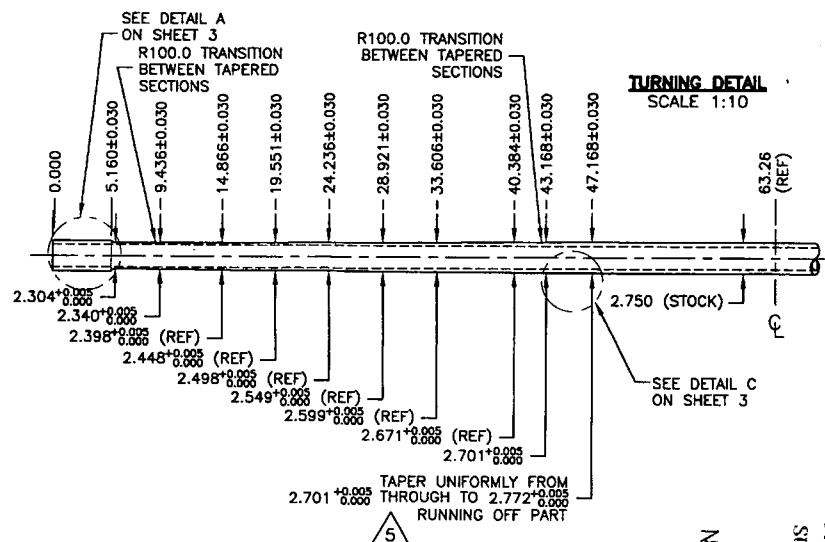 SEE DETAIL A
ON SHEET 3
R100.0 TRANSITION
BETWEEN TAPERED
SECTIONS
R100.0 TRANSITION
BETWEEN TAPERED
SECTIONS
TURNING DETAIL
SCALE 1:10
0.000
5.160±0.030
9.436±0.030
14.866±0.030
19.551±0.030
24.236±0.030
28.921±0.030
33.606±0.030
40.384±0.030
43.168±0.030
47.168±0.030
63.26
(REF)
2.304 +0.005 0.000
2.340 +0.005 0.000
2.398 +0.005 0.000 (REF)
2.448 +0.005 0.000 (REF)
2.498 +0.005 0.000 (REF)
2.549 +0.005 0.000 (REF)
2.599 +0.005 0.000 (REF)
2.671 +0.005 0.000 (REF)
2.701 +0.005 0.000
2.750 (STOCK)
SEE DETAIL C
ON SHEET 3
TAPER UNIFORMLY FROM
2.701 +0.005 0.000 THROUGH TO 2.772 +0.005 0.000
RUNNING OFF PART
5